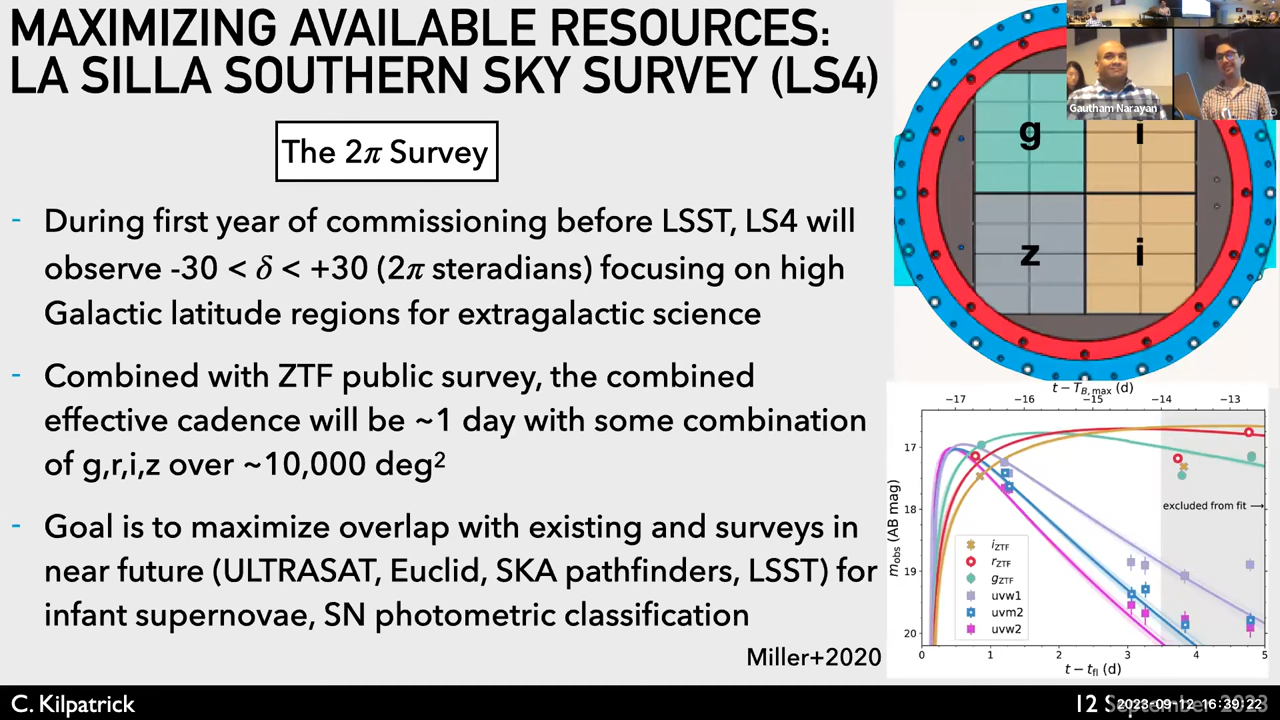 MAXIMIZING AVAILABLE RESOURCES:
LA SILLA SOUTHERN SKY SURVEY (LS4)
The 2π Survey
- During first year of commissioning before LSST, LS4 will
observe -30 < δ < +30 (2π steradians) focusing on high
Galactic latitude regions for extragalactic science
- Combined with ZTF public survey, the combined
effective cadence will be ~1 day with some combination
of g,r,i,z over ~10,000 deg²
- Goal is to maximize overlap with existing and surveys in
near future (ULTRASAT, Euclid, SKA pathfinders, LSST) for
infant supernovae, SN photometric classification
Miller+2020
Gautham Narayan
g i
z i
t − T_B,max (d)
−17 −16 −15 −14 −13
17
18
19
20
m_obs (AB mag)
excluded from fit →
i_ZTF
r_ZTF
g_ZTF
uvw1
uvm2
uvw2
0 1 2 3 4 5
t − t_fl (d)
C. Kilpatrick
12 September 2023
2023-09-12 16:39:22